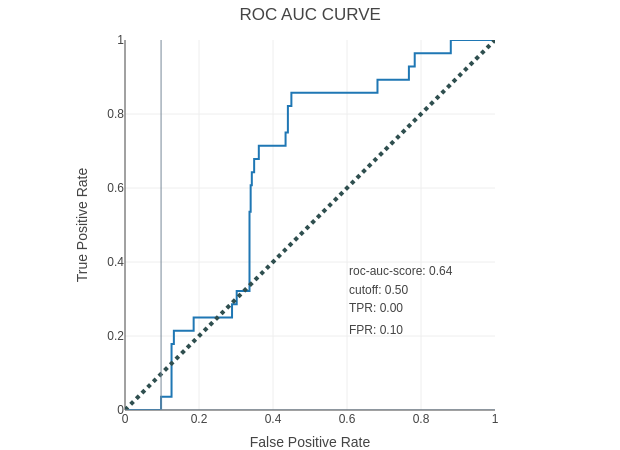 ROC AUC CURVE
True Positive Rate
1
0.8
0.6
0.4
0.2
0
roc-auc-score: 0.64
cutoff: 0.50
TPR: 0.00
FPR: 0.10
0
0.2
0.4
0.6
0.8
1
False Positive Rate